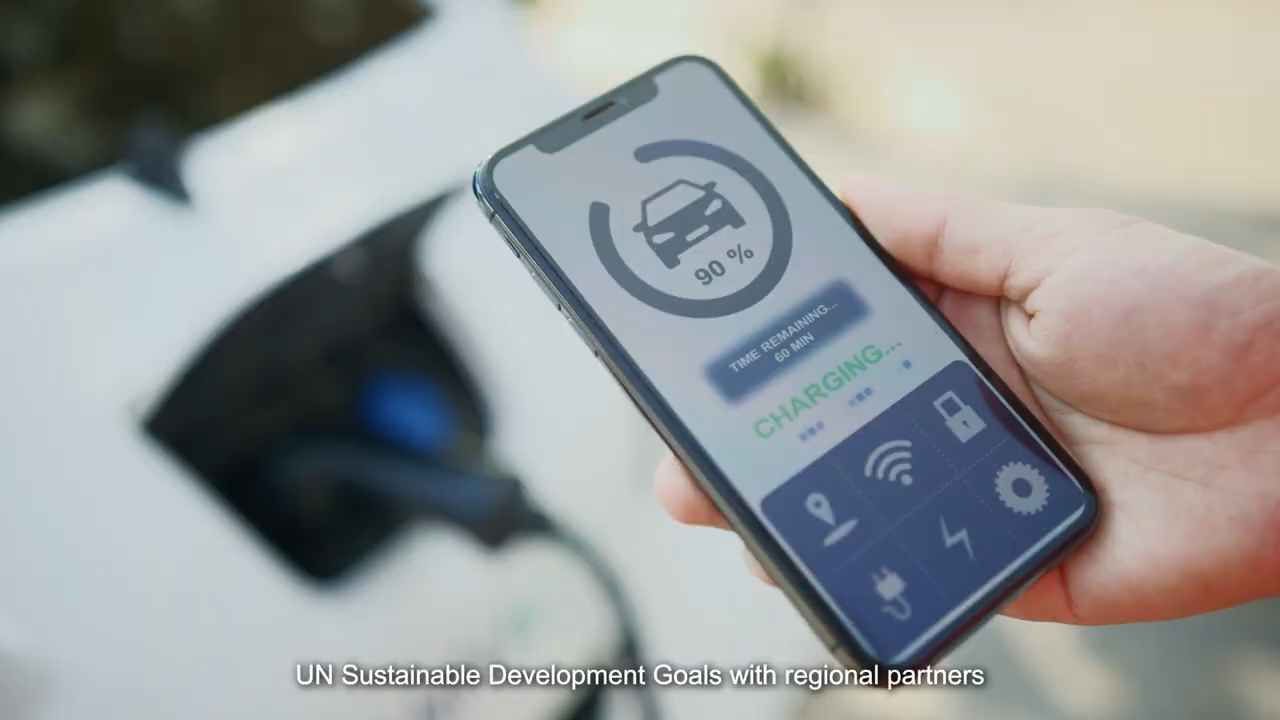 90 %
TIME REMAINING...
60 MIN
CHARGING...
UN Sustainable Development Goals with regional partners